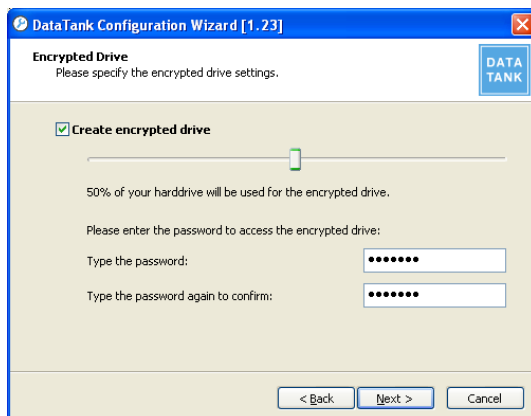 DataTank Configuration Wizard [1.23]
Encrypted Drive
Please specify the encrypted drive settings.
DATA
TANK
Create encrypted drive
50% of your harddrive will be used for the encrypted drive.
Please enter the password to access the encrypted drive:
Type the password: •••••••
Type the password again to confirm: •••••••
< Back Next > Cancel